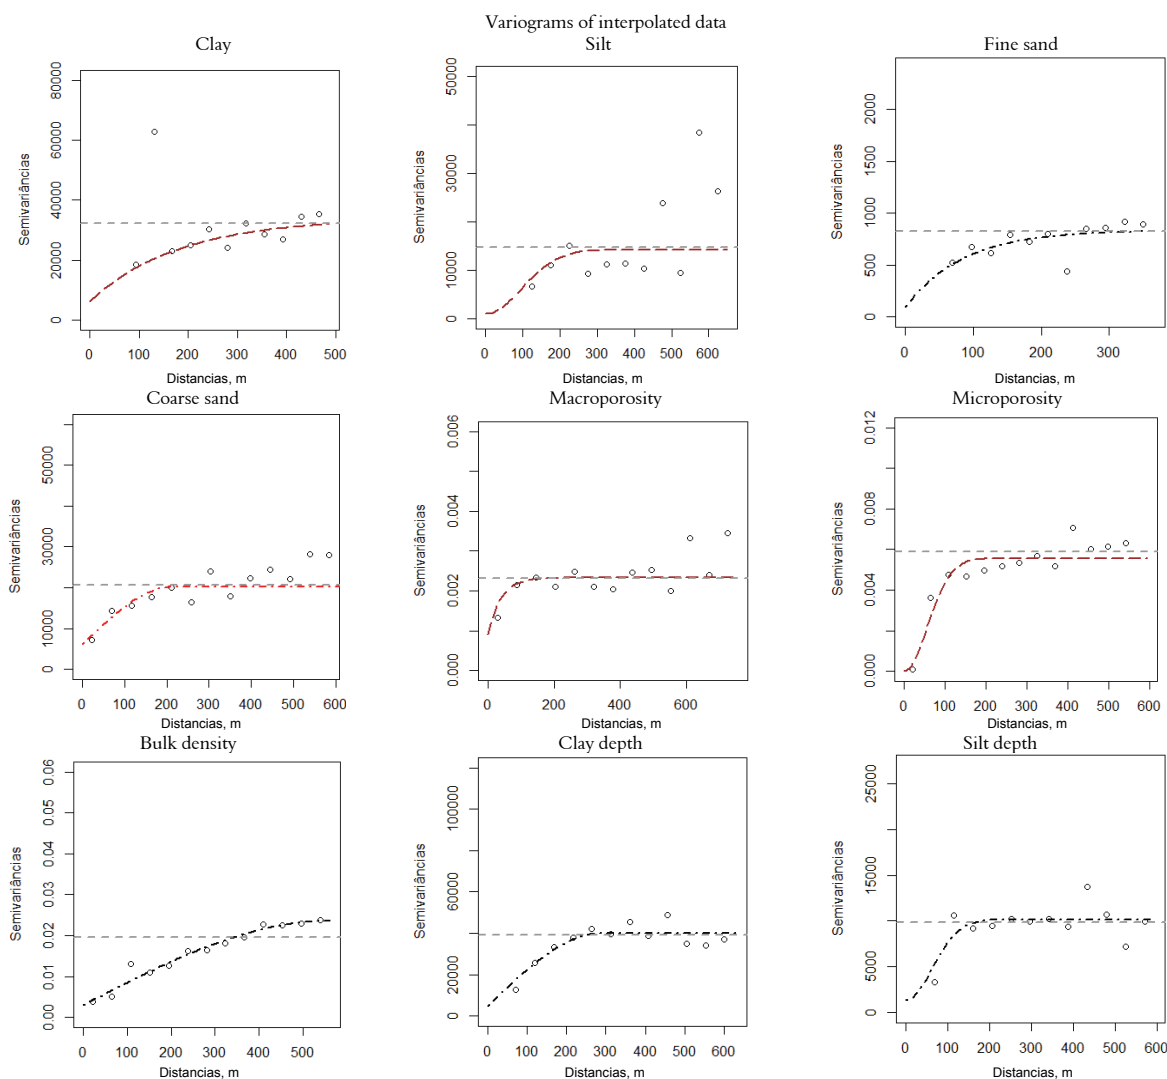 Variograms of interpolated data
Clay
Silt
Fine sand
Semivariâncias
0
20000
40000
60000
80000
0 100 200 300 400 500
Distancias, m
Semivariâncias
0
10000
30000
50000
0 100 200 300 400 500 600
Distancias, m
Semivariâncias
0
500
1000
1500
2000
0 100 200 300
Distancias, m
Coarse sand
Macroporosity
Microporosity
Semivariâncias
0
10000
30000
50000
0 100 200 300 400 500 600
Distancias, m
Semivariâncias
0.000
0.002
0.004
0.006
0 200 400 600
Distancias, m
Semivariâncias
0.000
0.004
0.008
0.012
0 100 200 300 400 500 600
Distancias, m
Bulk density
Clay depth
Silt depth
Semivariâncias
0.00
0.01
0.02
0.03
0.04
0.05
0.06
0 100 200 300 400 500
Distancias, m
Semivariâncias
0
20000
60000
100000
0 100 200 300 400 500 600
Distancias, m
Semivariâncias
0
5000
15000
25000
0 100 200 300 400 500 600
Distancias, m